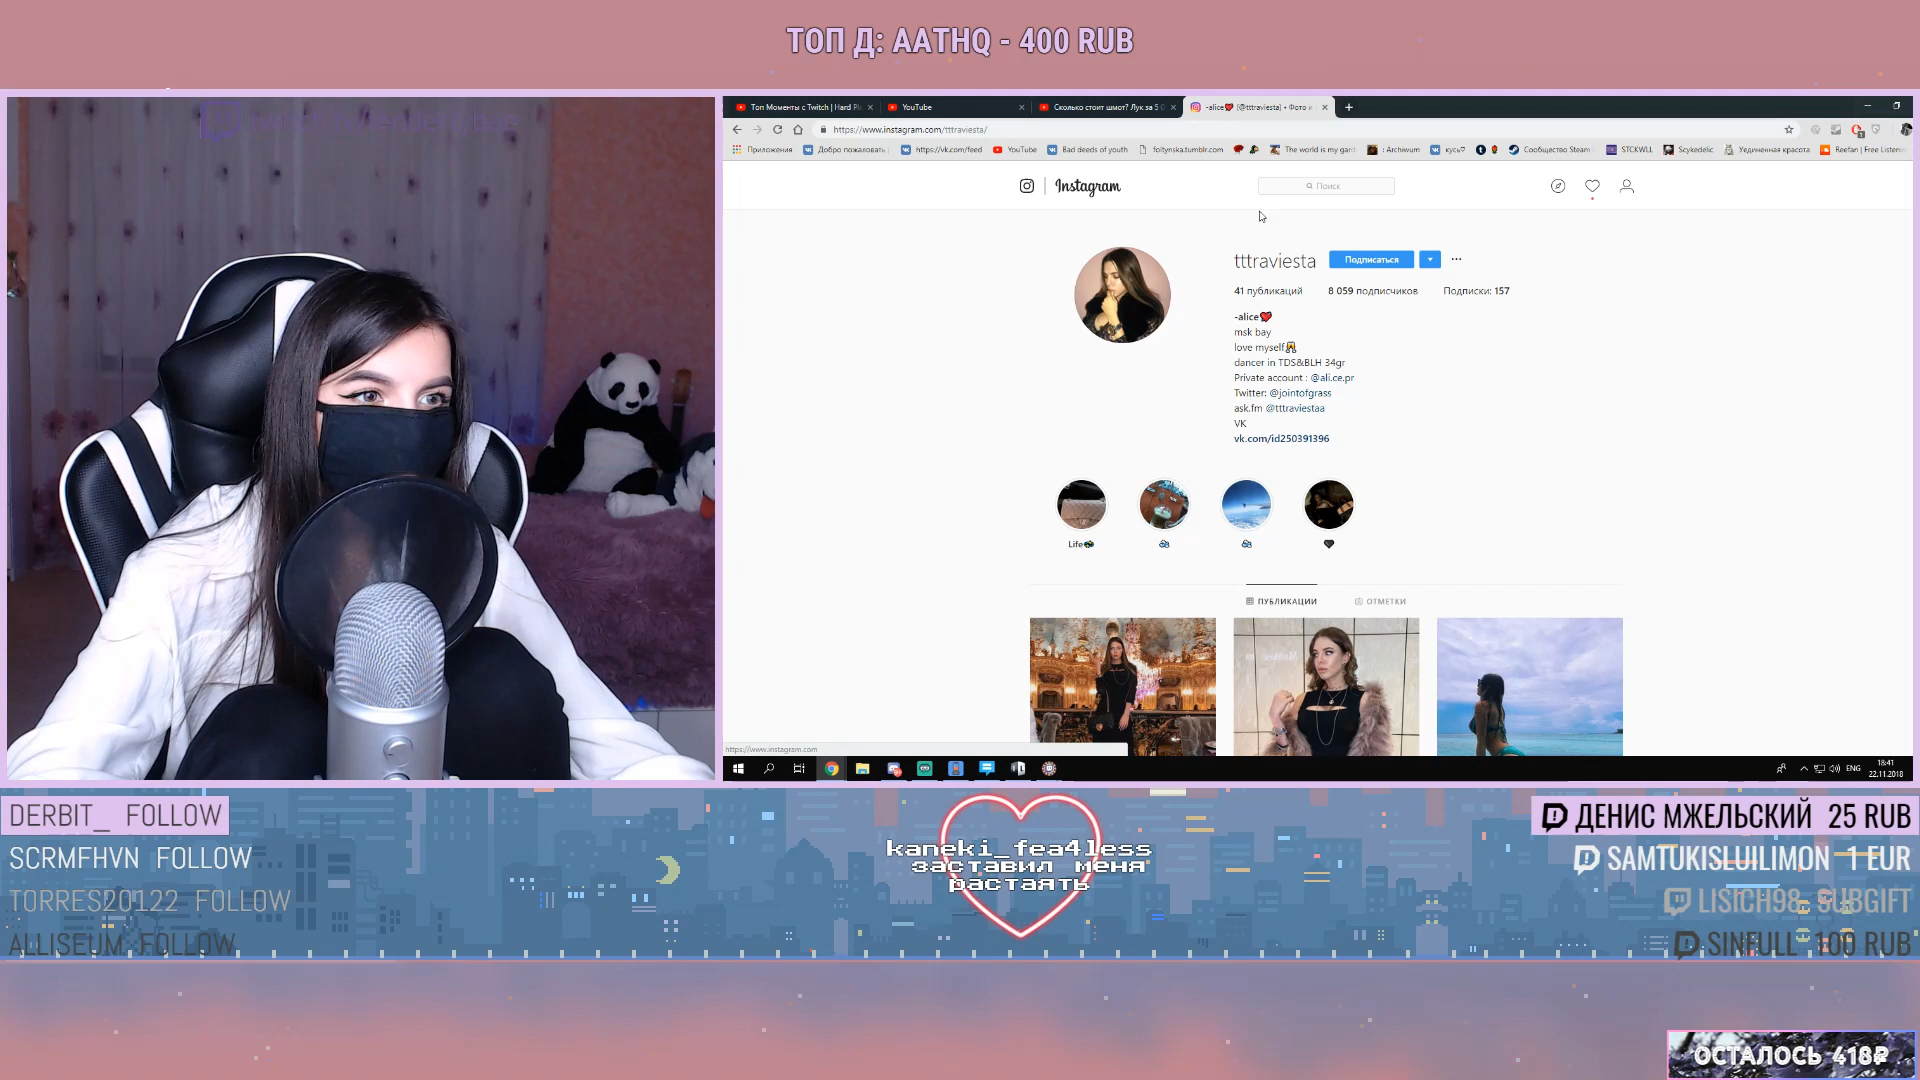 ТОП Д: AATHQ - 400 RUB
Топ Моменты с Twitch | Hard Pl
YouTube
Сколько стоит шмот? Лук за 5 0
-alice❤️ (@tttraviesta) • Фото и
https://www.instagram.com/tttraviesta/
Приложения
Добро пожаловать
https://vk.com/feed
YouTube
Bad deeds of youth
foltynska.tumblr.com
The world is my gard
: Archiwum
кусь♡
Сообщество Steam
STCKWLL
Scykedelic
Уединенная красота
Reefan | Free Listenin
Instagram
Поиск
tttraviesta
Подписаться
41 публикаций
8 059 подписчиков
Подписки: 157
-alice❤️
msk bay
love myself
dancer in TDS&BLH 34gr
Private account : @ali.ce.pr
Twitter: @jointofgrass
ask.fm @tttraviestaa
VK
vk.com/id250391396
Life
ПУБЛИКАЦИИ
ОТМЕТКИ
https://www.instagram.com
ENG
18:41
22.11.2018
DERBIT_ FOLLOW
SCRMFHVN FOLLOW
TORRES20122 FOLLOW
ALLISEUM FOLLOW
kaneki_fea4less
заставил меня
растаять
ДЕНИС МЖЕЛЬСКИЙ 25 RUB
SAMTUKISLUILIMON 1 EUR
LISICH98 SUBGIFT
SINFULL 100 RUB
ОСТАЛОСЬ 418₽